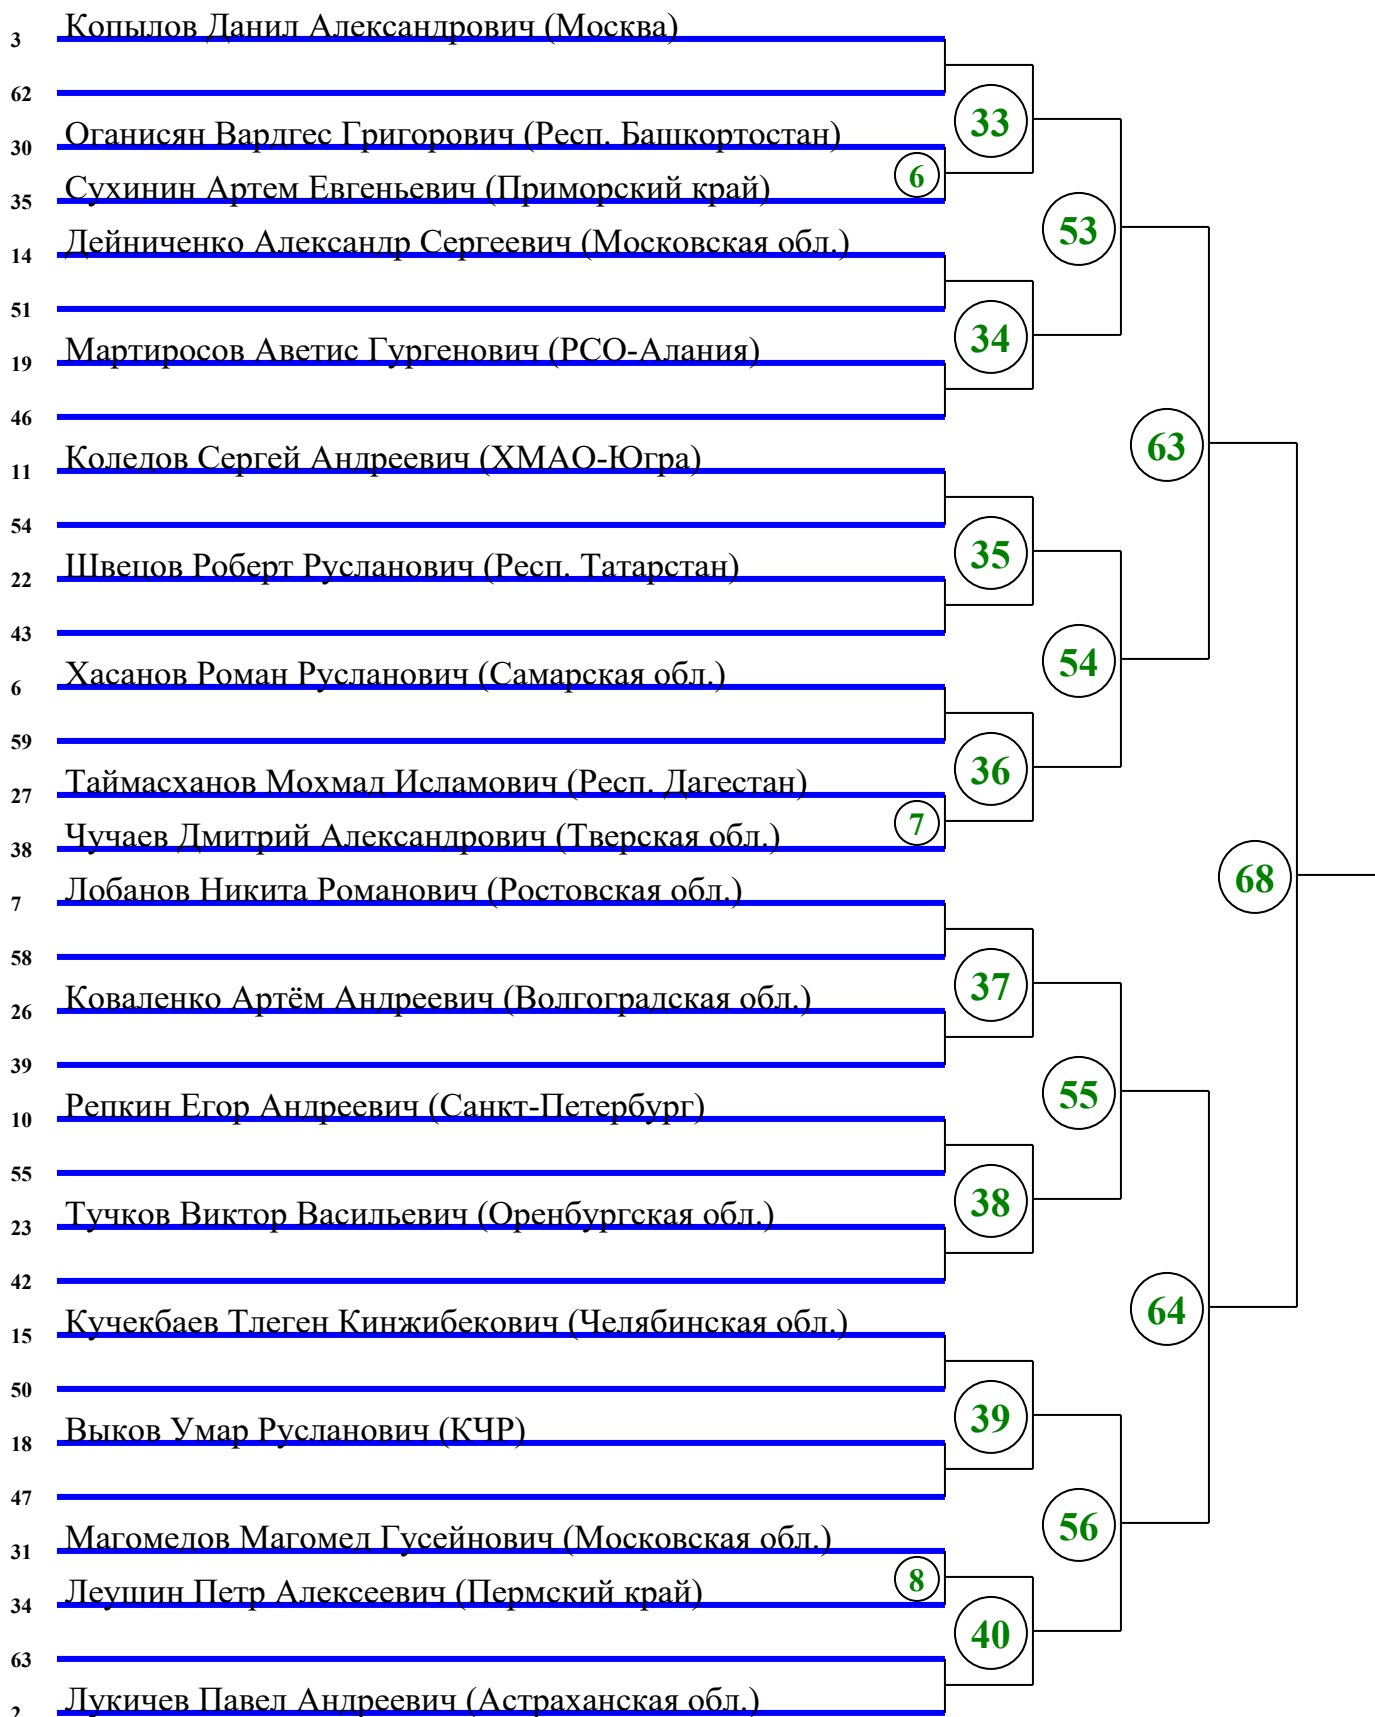 3 Копылов Данил Александрович (Москва)
62
33
30 Оганисян Вардгес Григорович (Респ. Башкортостан)
6
35 Сухинин Артем Евгеньевич (Приморский край)
53
14 Дейниченко Александр Сергеевич (Московская обл.)
51
34
19 Мартиросов Аветис Гургенович (РСО-Алания)
46
63
11 Коледов Сергей Андреевич (ХМАО-Югра)
54
35
22 Швецов Роберт Русланович (Респ. Татарстан)
43
54
6 Хасанов Роман Русланович (Самарская обл.)
59
36
27 Таймасханов Мохмад Исламович (Респ. Дагестан)
7
38 Чучаев Дмитрий Александрович (Тверская обл.)
68
7 Лобанов Никита Романович (Ростовская обл.)
58
37
26 Коваленко Артём Андреевич (Волгоградская обл.)
39
55
10 Репкин Егор Андреевич (Санкт-Петербург)
55
38
23 Тучков Виктор Васильевич (Оренбургская обл.)
42
64
15 Кучекбаев Тлеген Кинжибекович (Челябинская обл.)
50
39
18 Выков Умар Русланович (КЧР)
47
56
31 Магомедов Магомед Гусейнович (Московская обл.)
8
34 Леушин Петр Алексеевич (Пермский край)
40
63
2 Лукичев Павел Андреевич (Астраханская обл.)